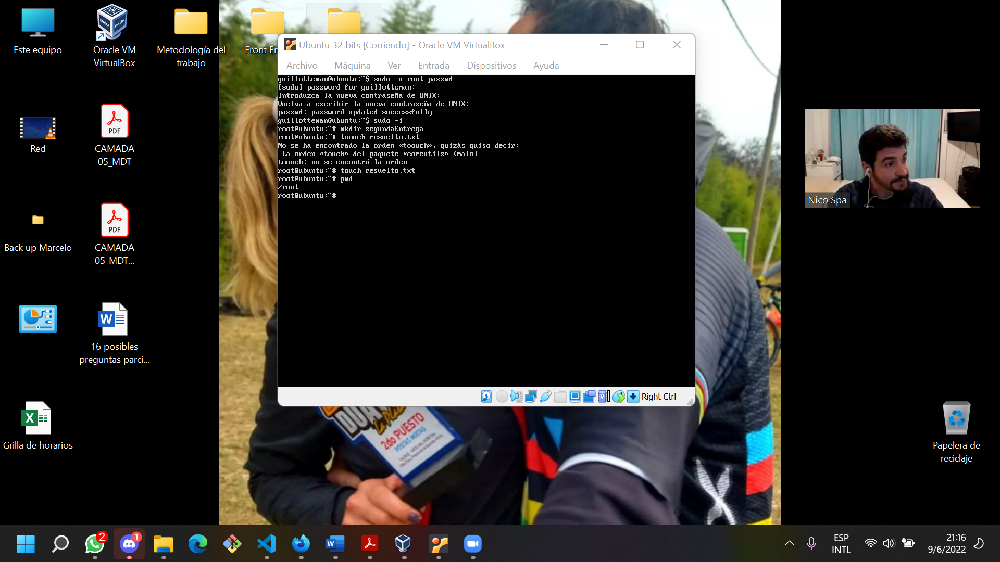 Este equipo
Oracle VM
VirtualBox
Metodología del
trabajo
Front En
Red
PDF
CAMADA
05_MDT
Back up Marcelo
PDF
CAMADA
05_MDT...
16 posibles
preguntas parci...
Grilla de horarios
Ubuntu 32 bits [Corriendo] - Oracle VM VirtualBox
Archivo Máquina Ver Entrada Dispositivos Ayuda
guillotteman@ubuntu:~$ sudo -u root passwd
[sudo] password for guillotteman:
Introduzca la nueva contraseña de UNIX:
Vuelva a escribir la nueva contraseña de UNIX:
passwd: password updated successfully
guillotteman@ubuntu:~$ sudo -i
root@ubuntu:~# mkdir segundaEntrega
root@ubuntu:~# toouch resuelto.txt
No se ha encontrado la orden «toouch», quizás quiso decir:
La orden «touch» del paquete «coreutils» (main)
toouch: no se encontró la orden
root@ubuntu:~# touch resuelto.txt
root@ubuntu:~# pwd
/root
root@ubuntu:~#
Right Ctrl
2do PUESTO
POSTAS MIXTAS
Nico Spa
Papelera de
reciclaje
2
1
ESP
INTL
21:16
9/6/2022